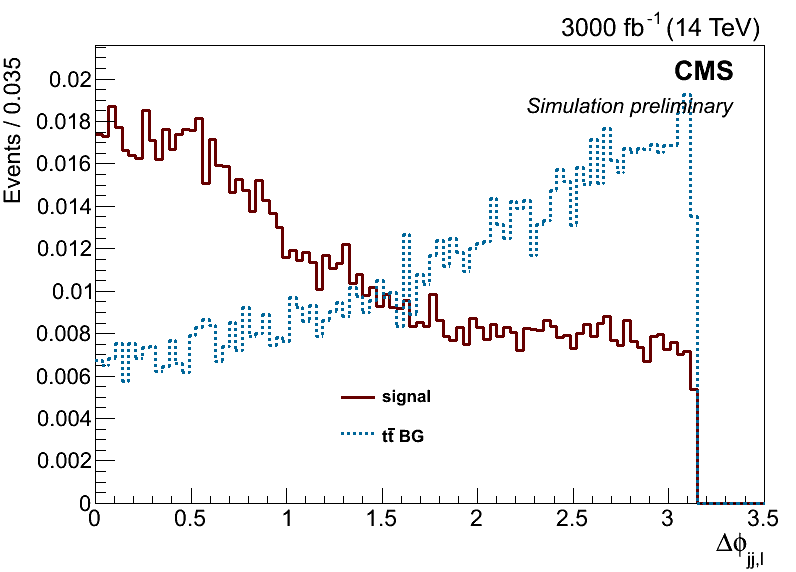 3000 fb⁻¹ (14 TeV)
CMS
Simulation preliminary
Events / 0.035
0.02
0.018
0.016
0.014
0.012
0.01
0.008
0.006
0.004
0.002
0
signal
tt̄ BG
0 0.5 1 1.5 2 2.5 3 3.5
Δϕjj,l